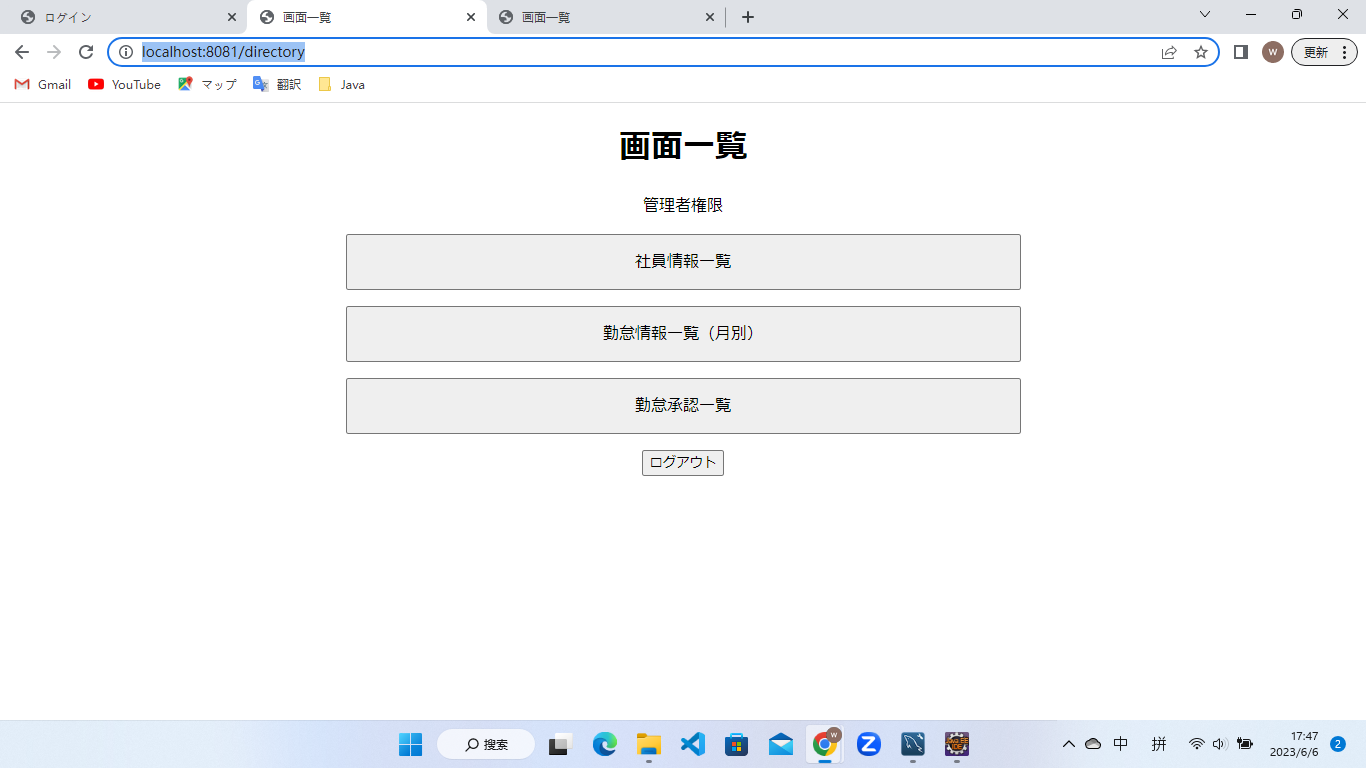 ログイン
画面一覧
画面一覧
localhost:8081/directory
W
更新
Gmail
YouTube
マップ
翻訳
Java
画面一覧
管理者権限
社員情報一覧
勤怠情報一覧（月別）
勤怠承認一覧
ログアウト
搜索
W
Java EE
IDE
中
拼
17:47
2023/6/6
2